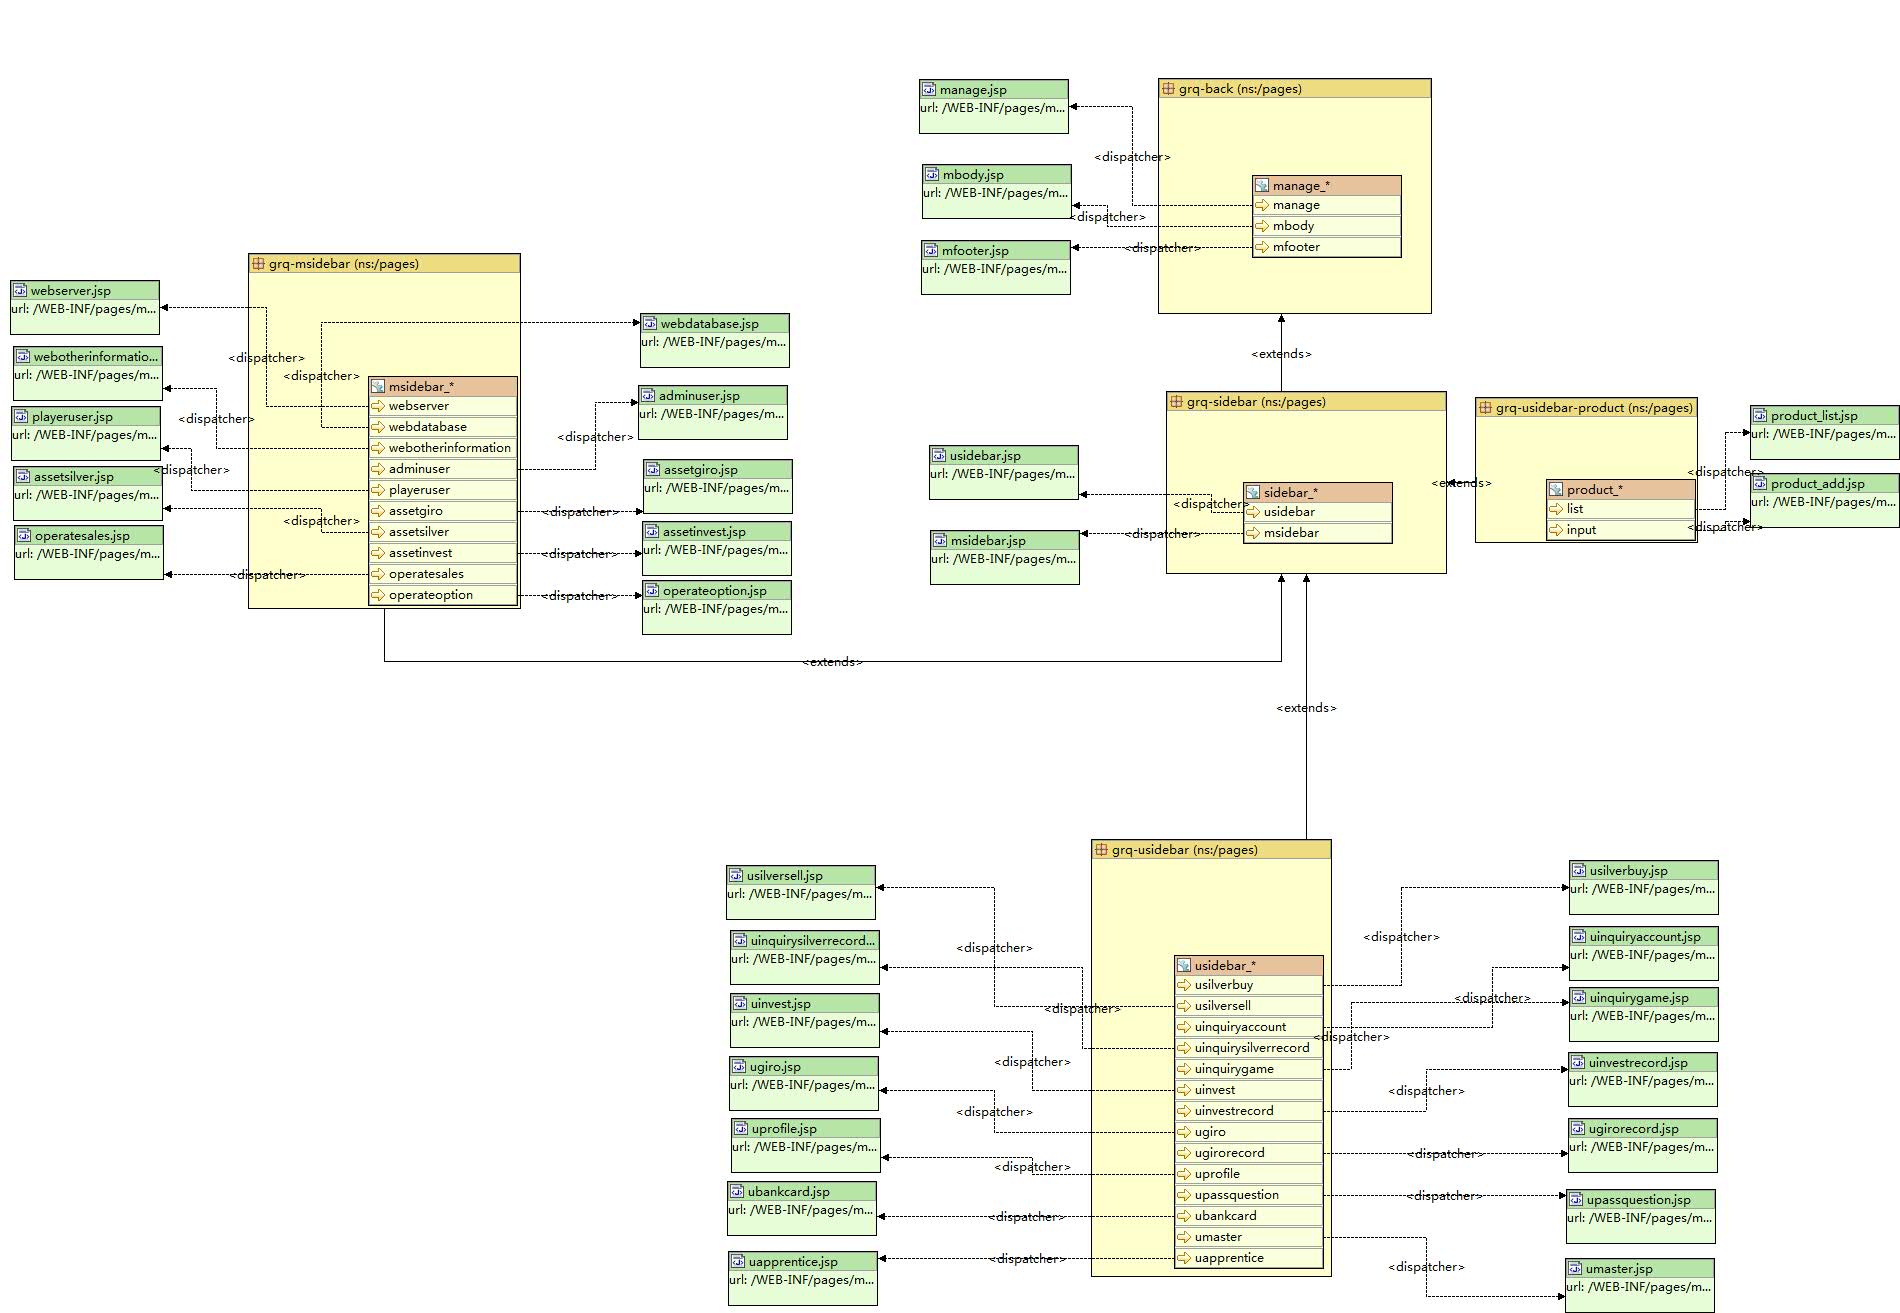 manage.jsp
url: /WEB-INF/pages/m...
mbody.jsp
url: /WEB-INF/pages/m...
mfooter.jsp
url: /WEB-INF/pages/m...
<dispatcher>
<dispatcher>
<dispatcher>
grq-back (ns:/pages)
manage_*
manage
mbody
mfooter
<extends>
webserver.jsp
url: /WEB-INF/pages/m...
webotherinformatio...
url: /WEB-INF/pages/m...
playeruser.jsp
url: /WEB-INF/pages/m...
assetsilver.jsp
url: /WEB-INF/pages/m...
operatesales.jsp
url: /WEB-INF/pages/m...
<dispatcher>
<dispatcher>
<dispatcher>
<dispatcher>
<dispatcher>
<dispatcher>
grq-msidebar (ns:/pages)
msidebar_*
webserver
webdatabase
webotherinformation
adminuser
playeruser
assetgiro
assetsilver
assetinvest
operatesales
operateoption
<dispatcher>
<dispatcher>
<dispatcher>
<dispatcher>
webdatabase.jsp
url: /WEB-INF/pages/m...
adminuser.jsp
url: /WEB-INF/pages/m...
assetgiro.jsp
url: /WEB-INF/pages/m...
assetinvest.jsp
url: /WEB-INF/pages/m...
operateoption.jsp
url: /WEB-INF/pages/m...
<extends>
usidebar.jsp
url: /WEB-INF/pages/m...
msidebar.jsp
url: /WEB-INF/pages/m...
<dispatcher>
<dispatcher>
grq-sidebar (ns:/pages)
sidebar_*
usidebar
msidebar
<extends>
grq-usidebar-product (ns:/pages)
product_*
list
input
<dispatcher>
<dispatcher>
product_list.jsp
url: /WEB-INF/pages/m...
product_add.jsp
url: /WEB-INF/pages/m...
<extends>
usilversell.jsp
url: /WEB-INF/pages/m...
uinquirysilverrecord...
url: /WEB-INF/pages/m...
uinvest.jsp
url: /WEB-INF/pages/m...
ugiro.jsp
url: /WEB-INF/pages/m...
uprofile.jsp
url: /WEB-INF/pages/m...
ubankcard.jsp
url: /WEB-INF/pages/m...
uapprentice.jsp
url: /WEB-INF/pages/m...
<dispatcher>
<dispatcher>
<dispatcher>
<dispatcher>
<dispatcher>
<dispatcher>
<dispatcher>
grq-usidebar (ns:/pages)
usidebar_*
usilverbuy
usilversell
uinquiryaccount
uinquirysilverrecord
uinquirygame
uinvest
uinvestrecord
ugiro
ugirorecord
uprofile
upassquestion
ubankcard
umaster
uapprentice
<dispatcher>
<dispatcher>
<dispatcher>
<dispatcher>
<dispatcher>
<dispatcher>
<dispatcher>
usilverbuy.jsp
url: /WEB-INF/pages/m...
uinquiryaccount.jsp
url: /WEB-INF/pages/m...
uinquirygame.jsp
url: /WEB-INF/pages/m...
uinvestrecord.jsp
url: /WEB-INF/pages/m...
ugirorecord.jsp
url: /WEB-INF/pages/m...
upassquestion.jsp
url: /WEB-INF/pages/m...
umaster.jsp
url: /WEB-INF/pages/m...